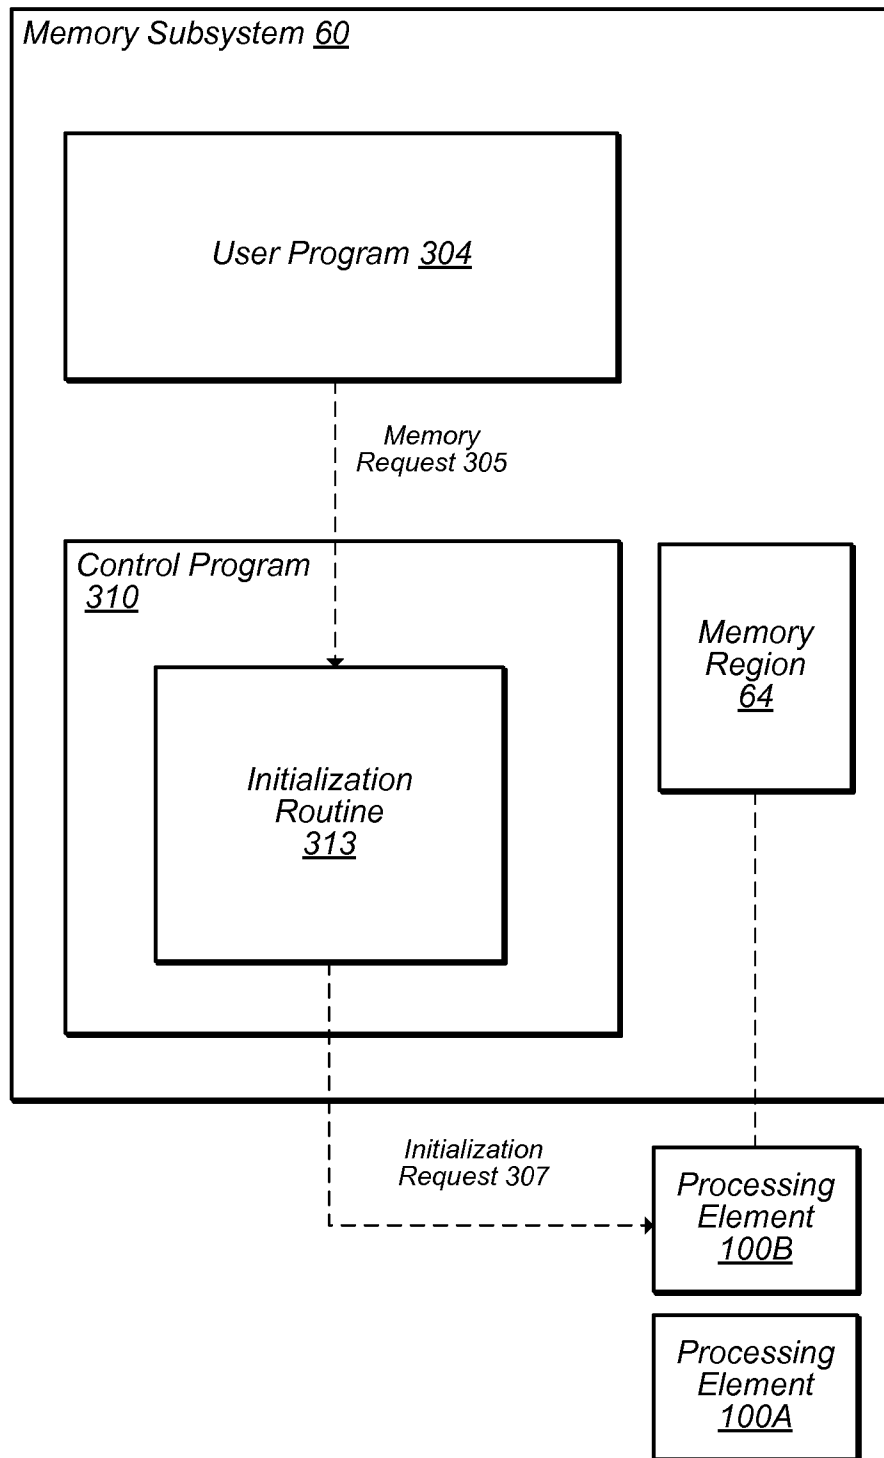 Memory Subsystem 60
User Program 304
Memory
Request 305
Control Program
310
Memory
Region
64
Initialization
Routine
313
Initialization
Request 307
Processing
Element
100B
Processing
Element
100A